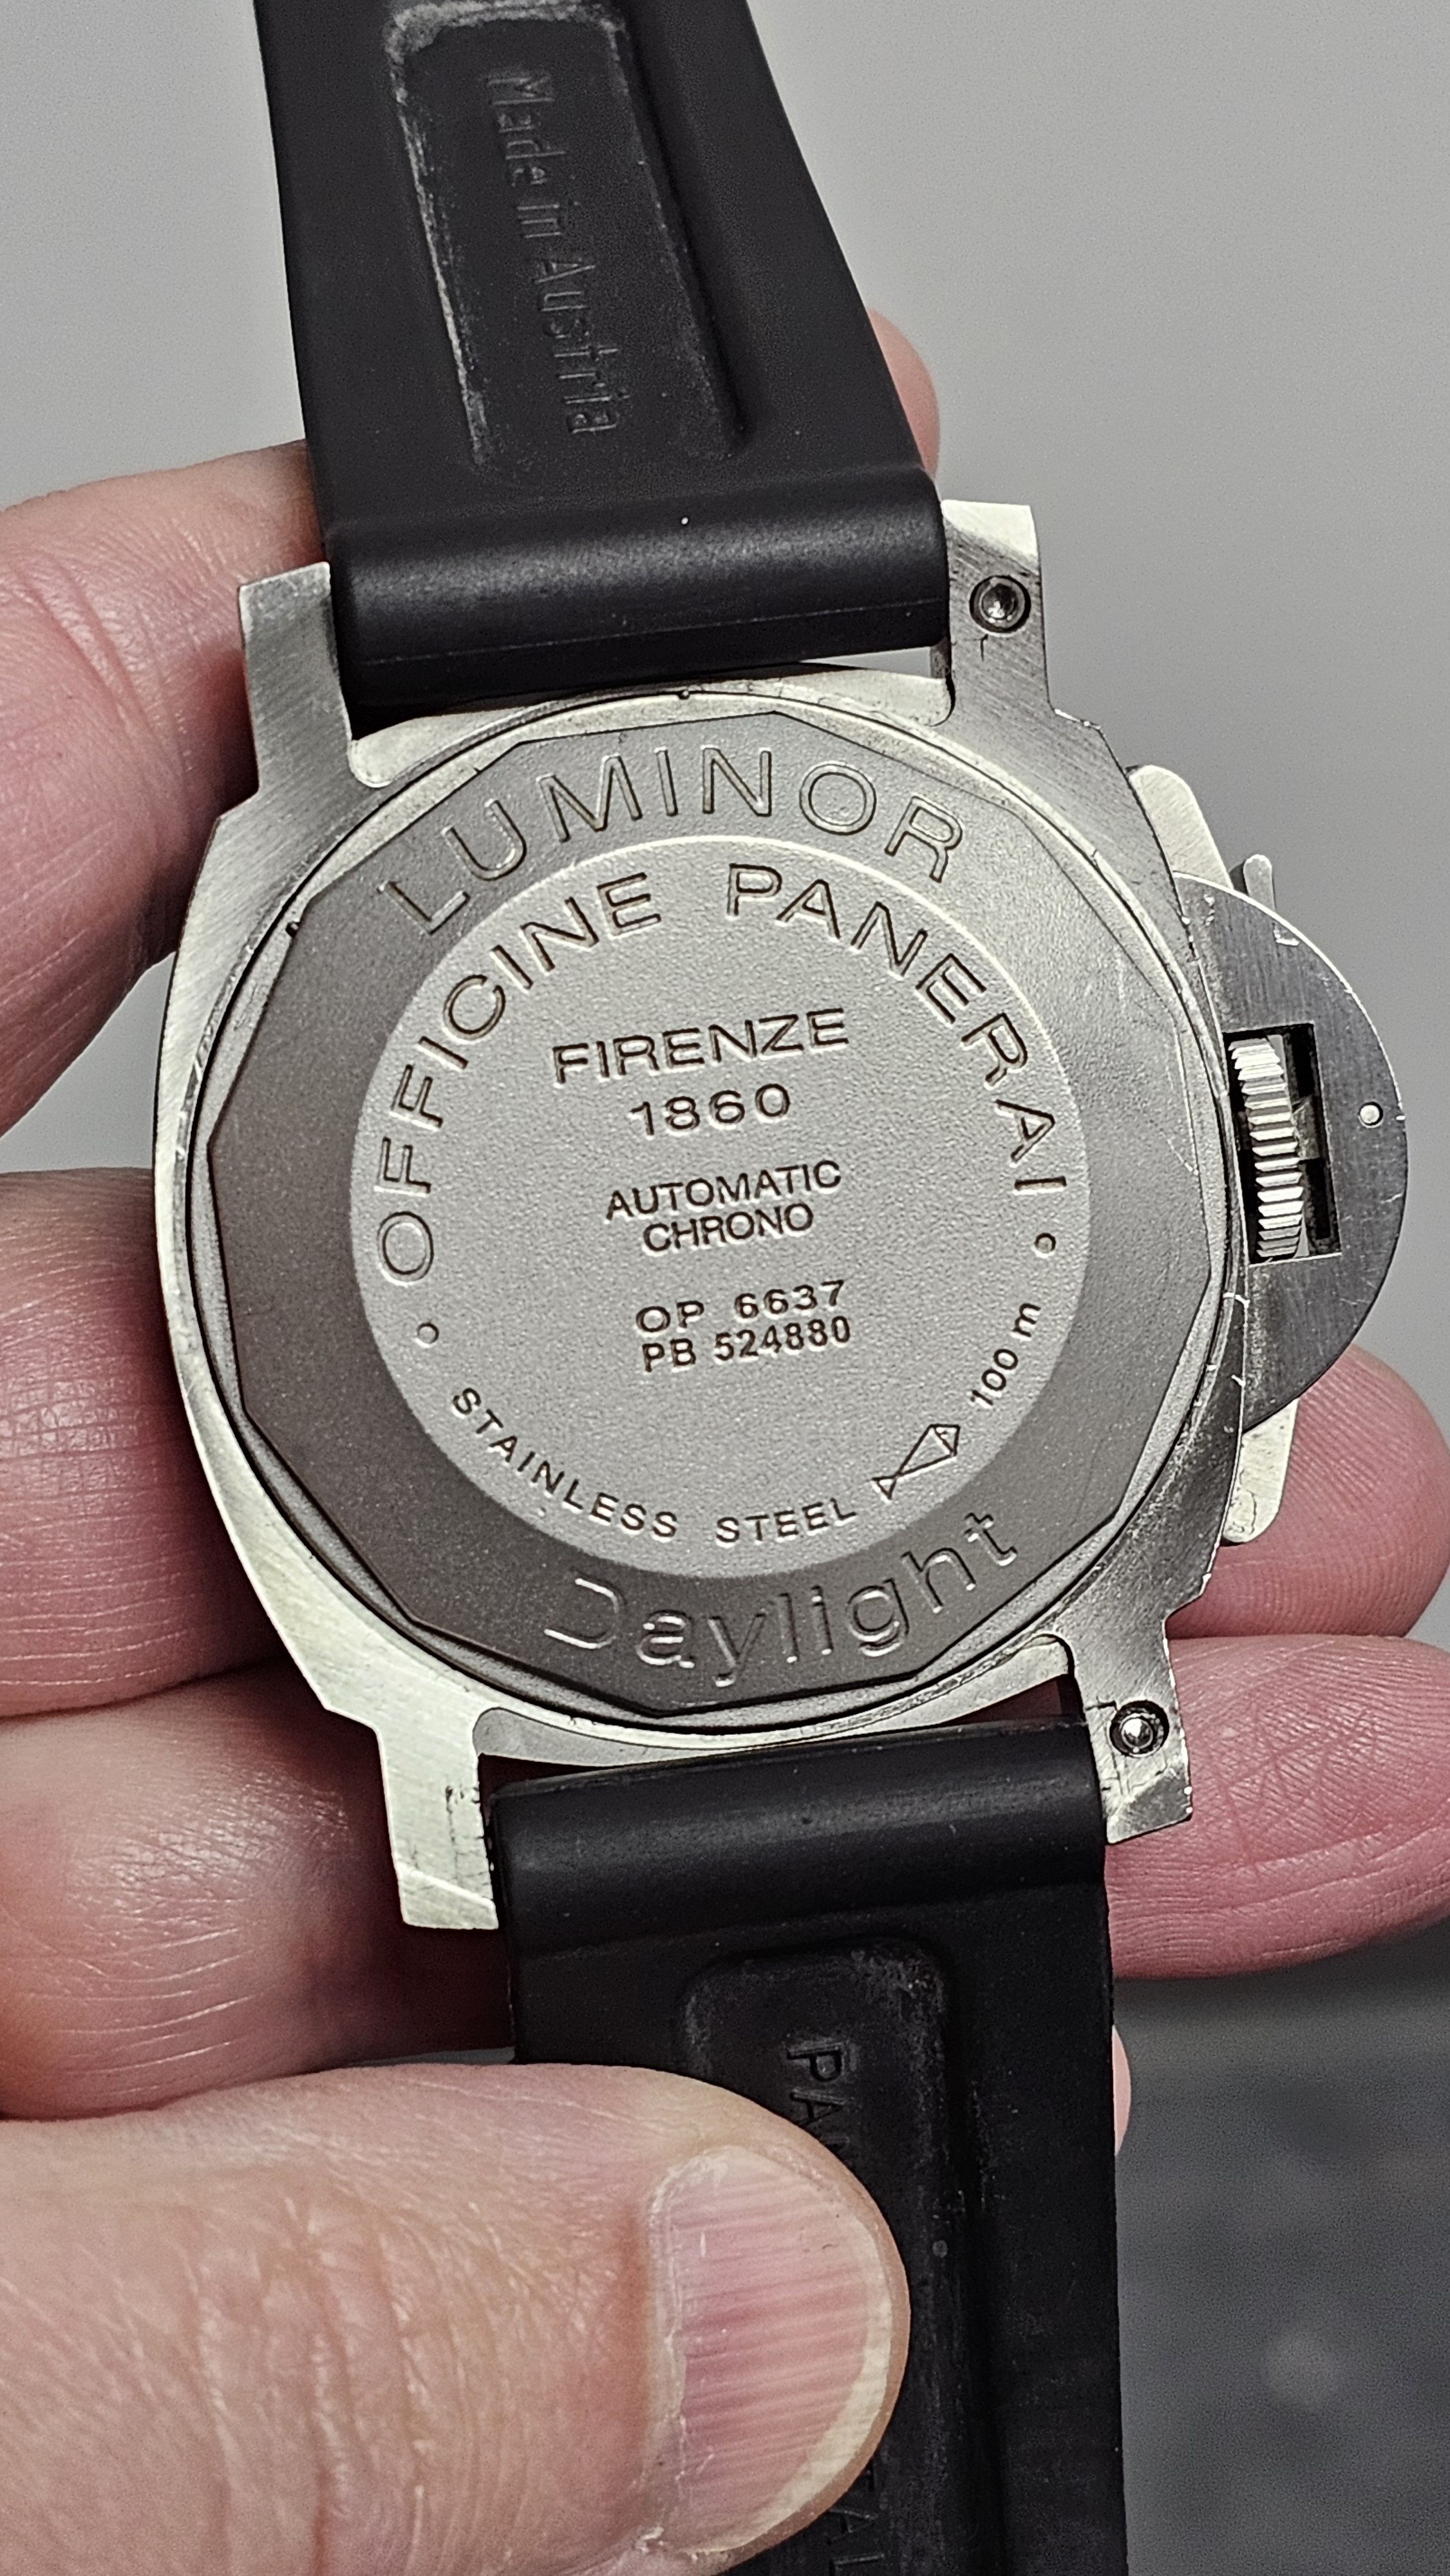 Made in Austria
LUMINOR
OFFICINE PANERAI
FIRENZE
1860
AUTOMATIC
CHRONO
OP 6637
PB 524880
STAINLESS STEEL 100 m
Daylight